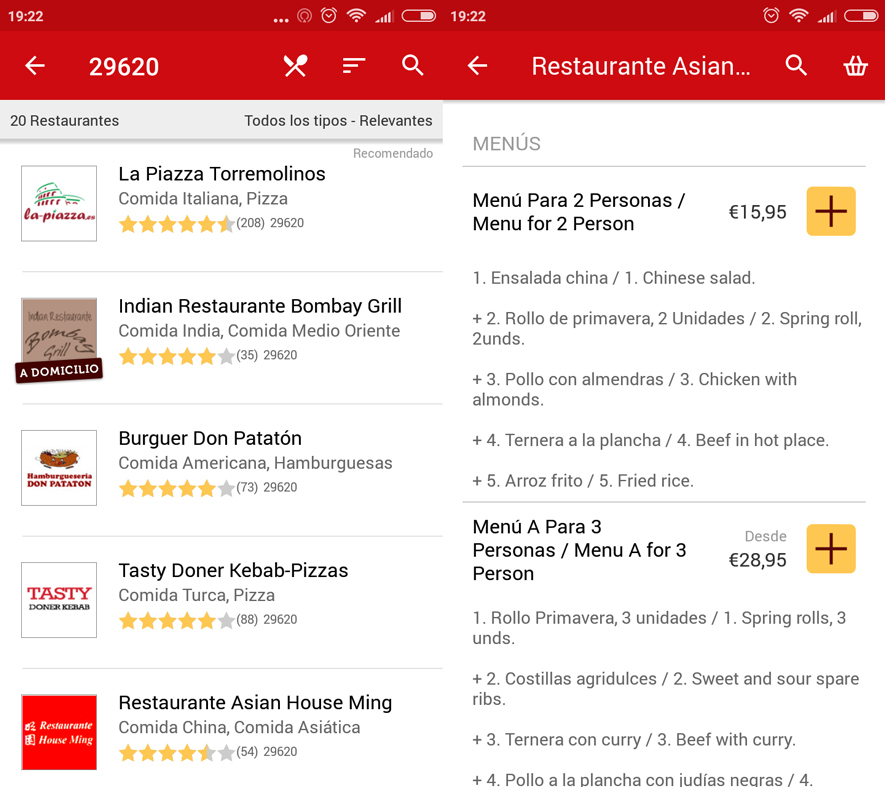 19:22
29620
20 Restaurantes
Todos los tipos - Relevantes
Recomendado
la-piazza.es
La Piazza Torremolinos
Comida Italiana, Pizza
(208) 29620
Indian Restaurante
Bombay
Grill
A DOMICILIO
Indian Restaurante Bombay Grill
Comida India, Comida Medio Oriente
(35) 29620
Hamburgueseria
DON PATATON
Burguer Don Patatón
Comida Americana, Hamburguesas
(73) 29620
TASTY
DONER KEBAB
Tasty Doner Kebab-Pizzas
Comida Turca, Pizza
(88) 29620
Restaurante
House Ming
Restaurante Asian House Ming
Comida China, Comida Asiática
(54) 29620
19:22
Restaurante Asian...
MENÚS
Menú Para 2 Personas /
Menu for 2 Person
€15,95
1. Ensalada china / 1. Chinese salad.
+ 2. Rollo de primavera, 2 Unidades / 2. Spring roll,
2unds.
+ 3. Pollo con almendras / 3. Chicken with
almonds.
+ 4. Ternera a la plancha / 4. Beef in hot place.
+ 5. Arroz frito / 5. Fried rice.
Menú A Para 3
Personas / Menu A for 3
Person
Desde
€28,95
1. Rollo Primavera, 3 unidades / 1. Spring rolls, 3
unds.
+ 2. Costillas agridulces / 2. Sweet and sour spare
ribs.
+ 3. Ternera con curry / 3. Beef with curry.
+ 4. Pollo a la plancha con judías negras / 4.